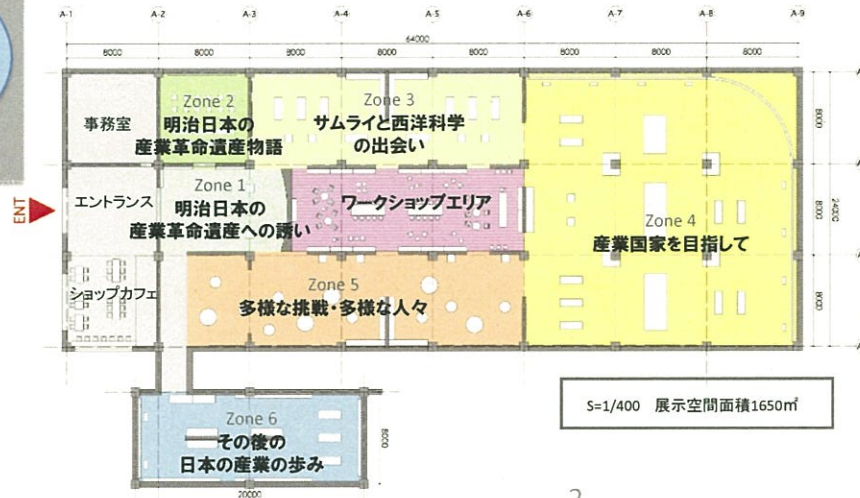 A-1 A-2 A-3 A-4 A-5 A-6 A-7 A-8 A-9
64000
8000 8000 8000 8000 8000 8000 8000 8000
事務室
Zone 2
明治日本の
産業革命遺産物語
Zone 3
サムライと西洋科学
の出会い
8000
ENT
エントランス
Zone 1
明治日本の
産業革命遺産への誘い
ワークショップエリア
Zone 4
産業国家を目指して
8000
24000
ショップカフェ
Zone 5
多様な挑戦・多様な人々
8000
Zone 6
その後の
日本の産業の歩み
8000
20000
S=1/400 展示空間面積1650㎡